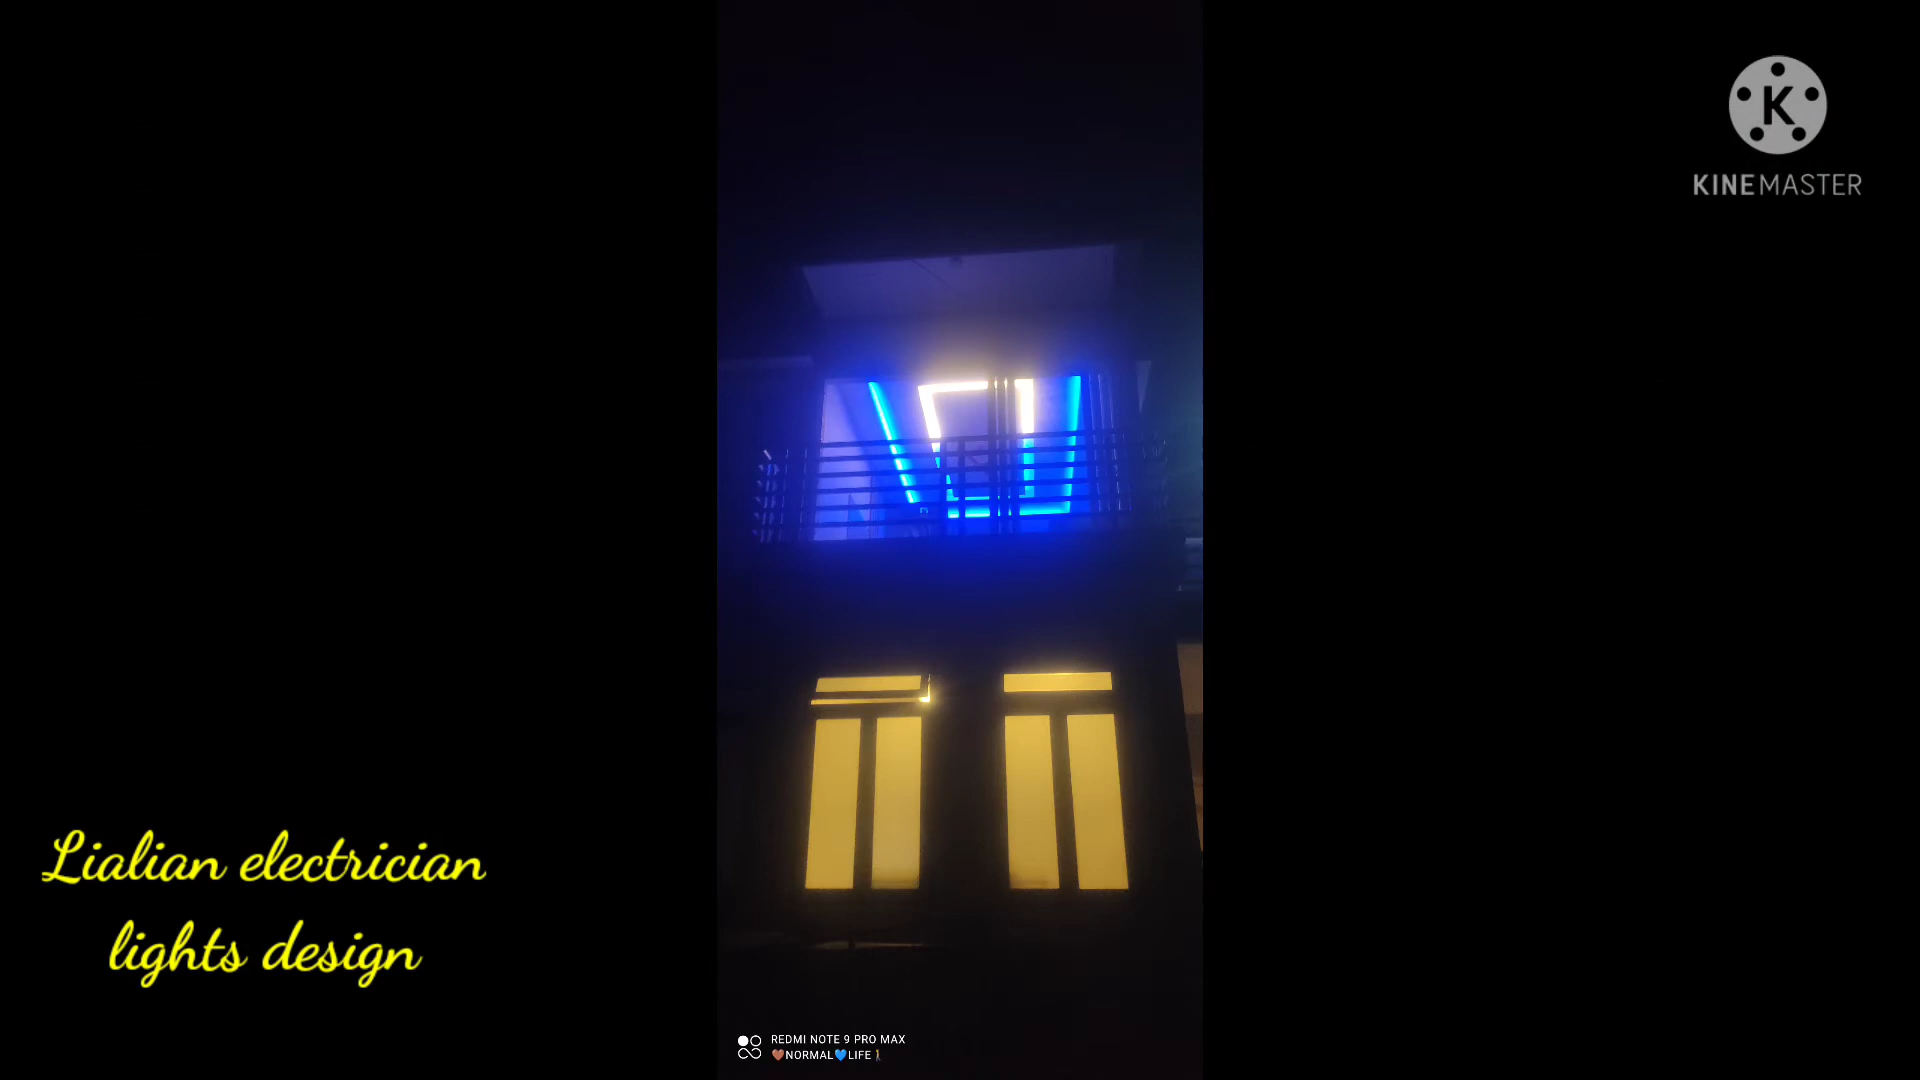 KINEMASTER
Lialian electrician
lights design
REDMI NOTE 9 PRO MAX
🤎NORMAL💙LIFE🚶